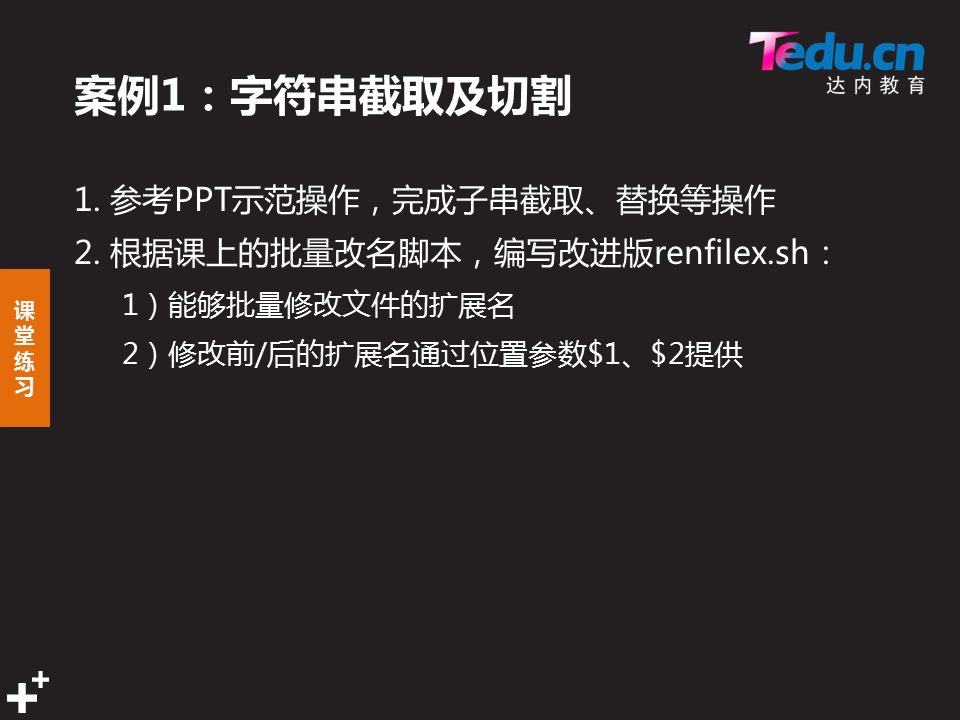 Tedu.cn
达内教育
案例1：字符串截取及切割
1. 参考PPT示范操作，完成子串截取、替换等操作
2. 根据课上的批量改名脚本，编写改进版renfilex.sh：
1）能够批量修改文件的扩展名
2）修改前/后的扩展名通过位置参数$1、$2提供
课
堂
练
习